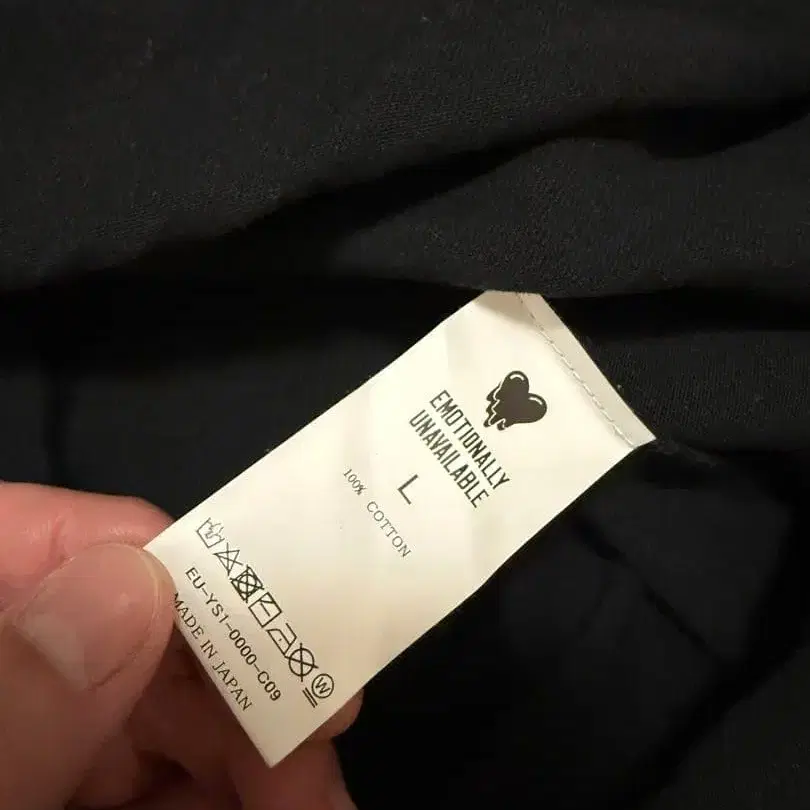 EMOTIONALLY
UNAVAILABLE
L
100% COTTON
W
EU-YS1-0000-C09
MADE IN JAPAN